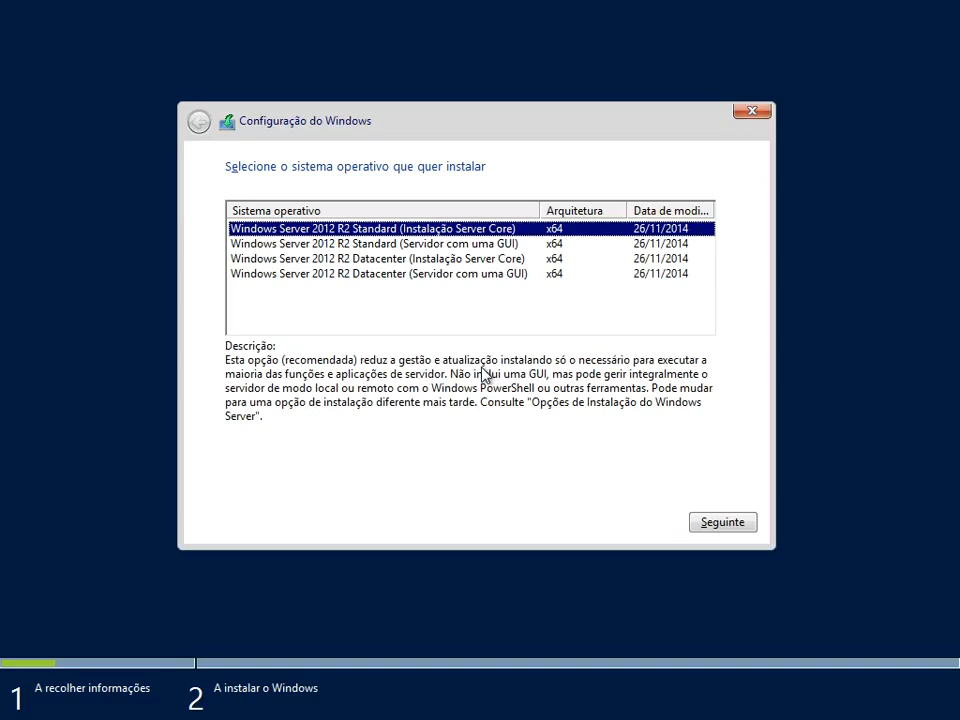 Configuração do Windows
Selecione o sistema operativo que quer instalar
Sistema operativo Arquitetura Data de modi...
Windows Server 2012 R2 Standard (Instalação Server Core) x64 26/11/2014
Windows Server 2012 R2 Standard (Servidor com uma GUI) x64 26/11/2014
Windows Server 2012 R2 Datacenter (Instalação Server Core) x64 26/11/2014
Windows Server 2012 R2 Datacenter (Servidor com uma GUI) x64 26/11/2014
Descrição:
Esta opção (recomendada) reduz a gestão e atualização instalando só o necessário para executar a
maioria das funções e aplicações de servidor. Não inclui uma GUI, mas pode gerir integralmente o
servidor de modo local ou remoto com o Windows PowerShell ou outras ferramentas. Pode mudar
para uma opção de instalação diferente mais tarde. Consulte "Opções de Instalação do Windows
Server".
Seguinte
1 A recolher informações
2 A instalar o Windows